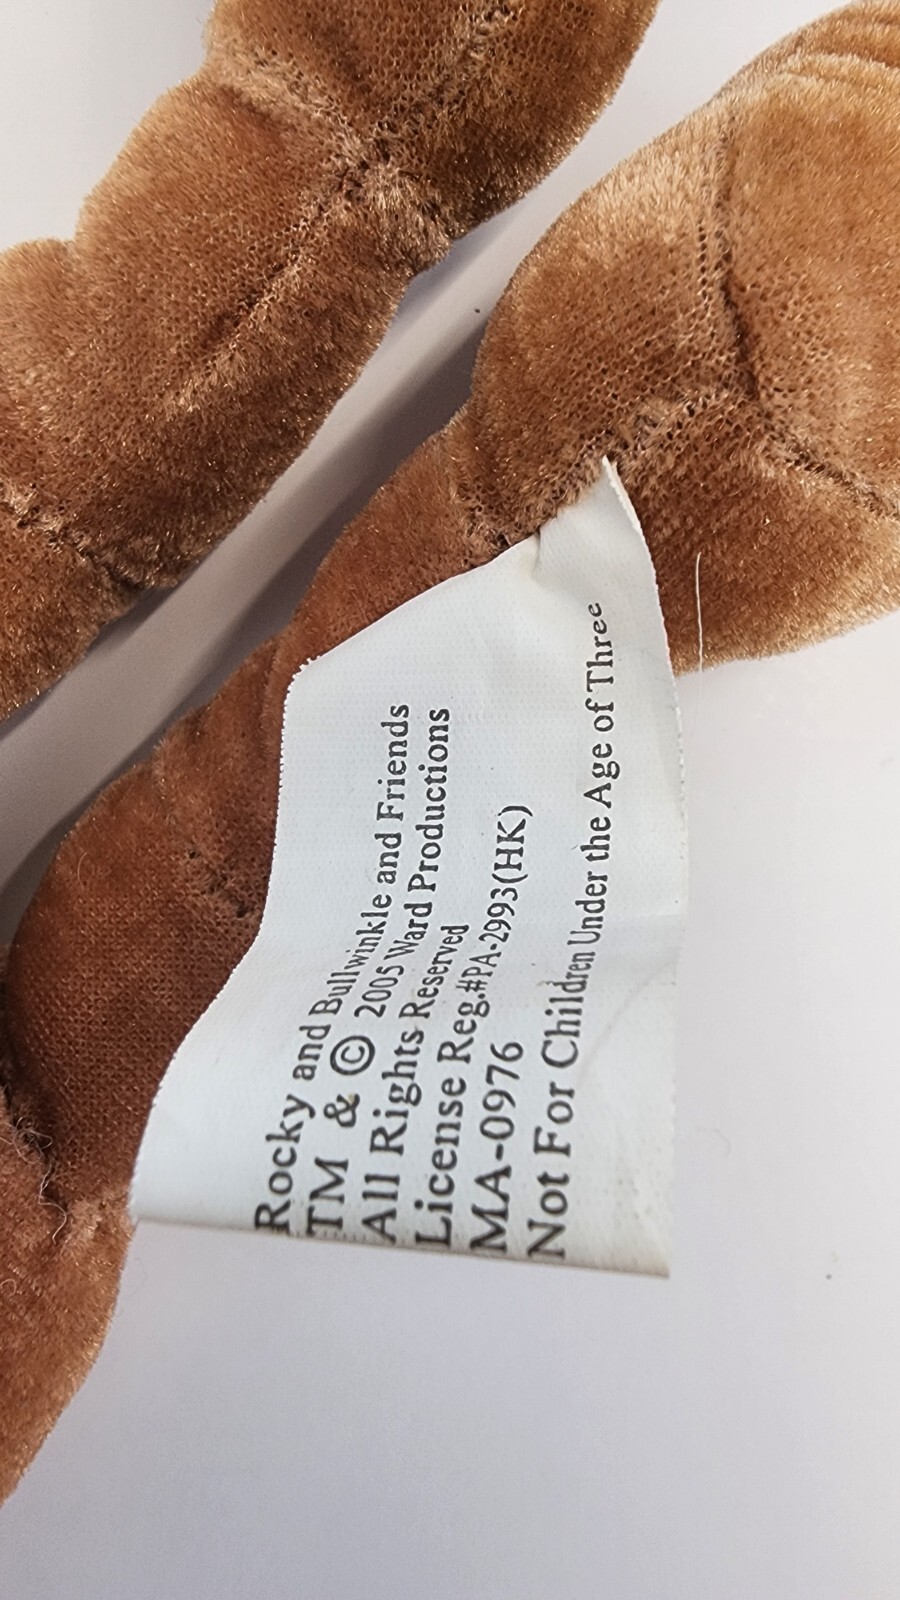 Rocky and Bullwinkle and Friends
TM & © 2005 Ward Productions
All Rights Reserved
License Reg.#PA-2993(HK)
MA-0976
Not For Children Under the Age of Three